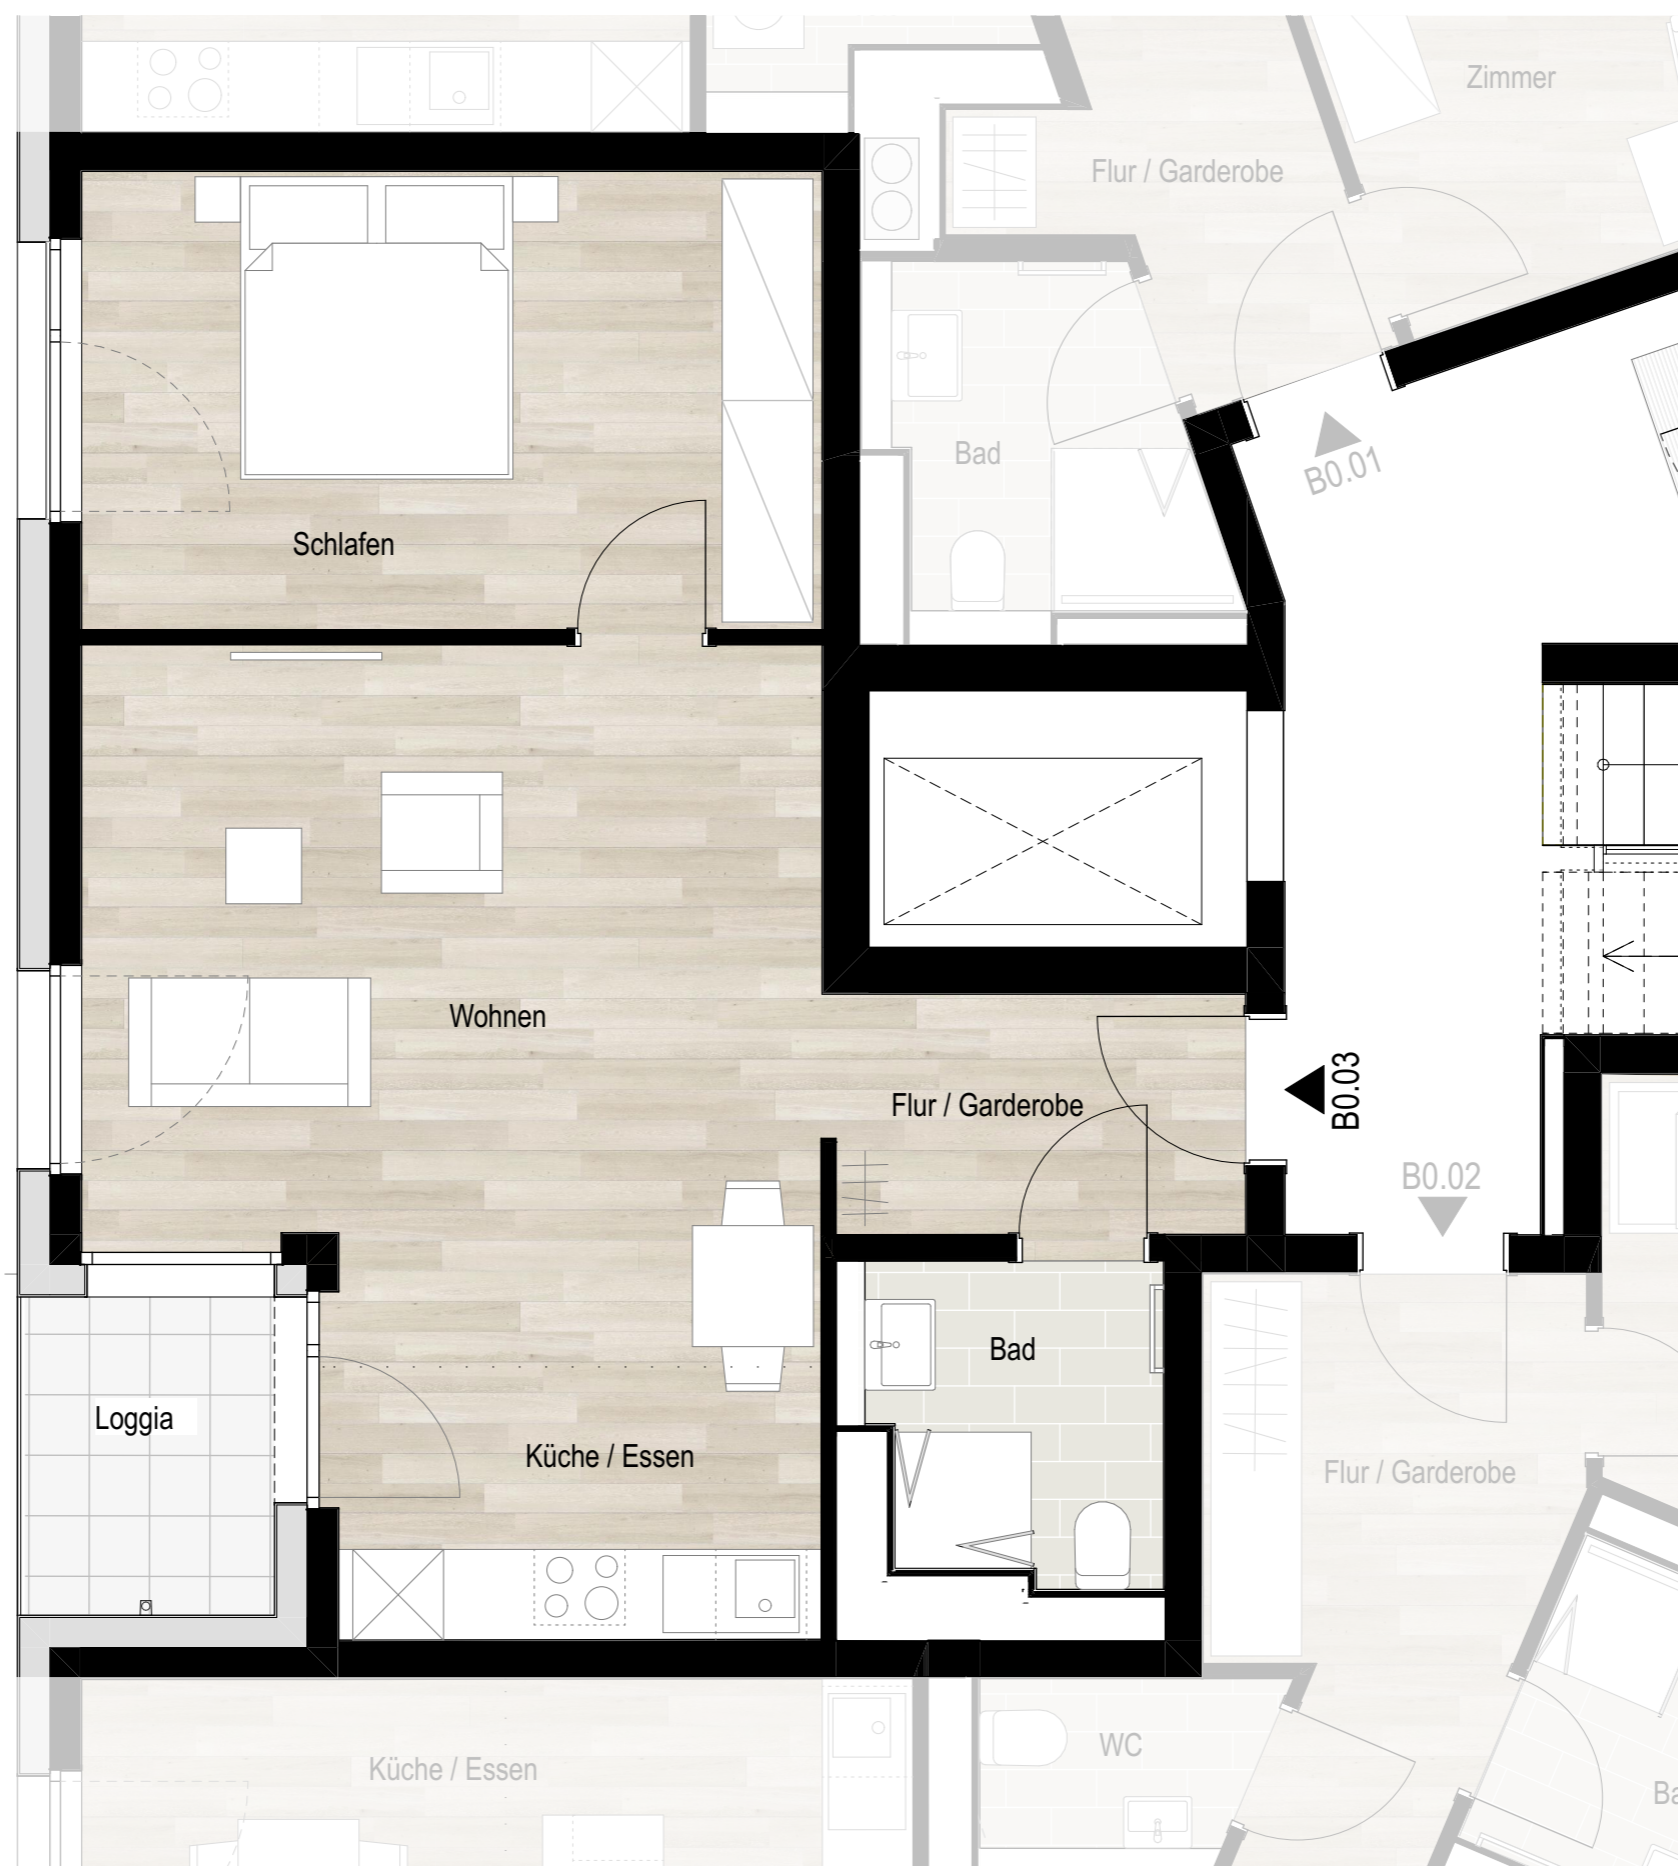 Zimmer
Flur / Garderobe
Bad
B0.01
Schlafen
Wohnen
Flur / Garderobe
B0.03
B0.02
Bad
Loggia
Küche / Essen
Flur / Garderobe
WC
Küche / Essen